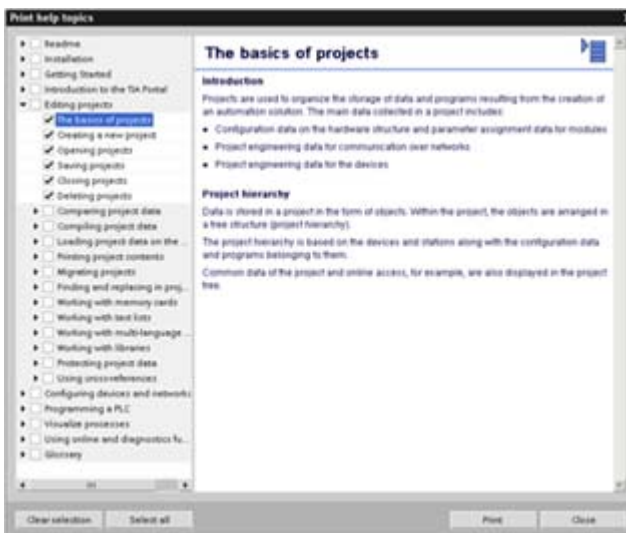 Print help topics
Readme
Installation
Getting Started
Introduction to the TIA Portal
Editing projects
The basics of projects
Creating a new project
Opening projects
Saving projects
Closing projects
Deleting projects
Comparing project data
Compiling project data
Loading project data on the ...
Printing project contents
Migrating projects
Finding and replacing in proj...
Working with memory cards
Working with text lists
Working with multi-language ...
Working with libraries
Protecting project data
Using cross-references
Configuring devices and networks
Programming a PLC
Visualize processes
Using online and diagnostics fu...
Glossary
The basics of projects
Introduction
Projects are used to organize the storage of data and programs resulting from the creation of
an automation solution. The main data collected in a project includes:
• Configuration data on the hardware structure and parameter assignment data for modules
• Project engineering data for communication over networks
• Project engineering data for the devices
Project hierarchy
Data is stored in a project in the form of objects. Within the project, the objects are arranged in
a tree structure (project hierarchy).
The project hierarchy is based on the devices and stations along with the configuration data
and programs belonging to them.
Common data of the project and online access, for example, are also displayed in the project
tree.
Clear selection
Select all
Print
Close